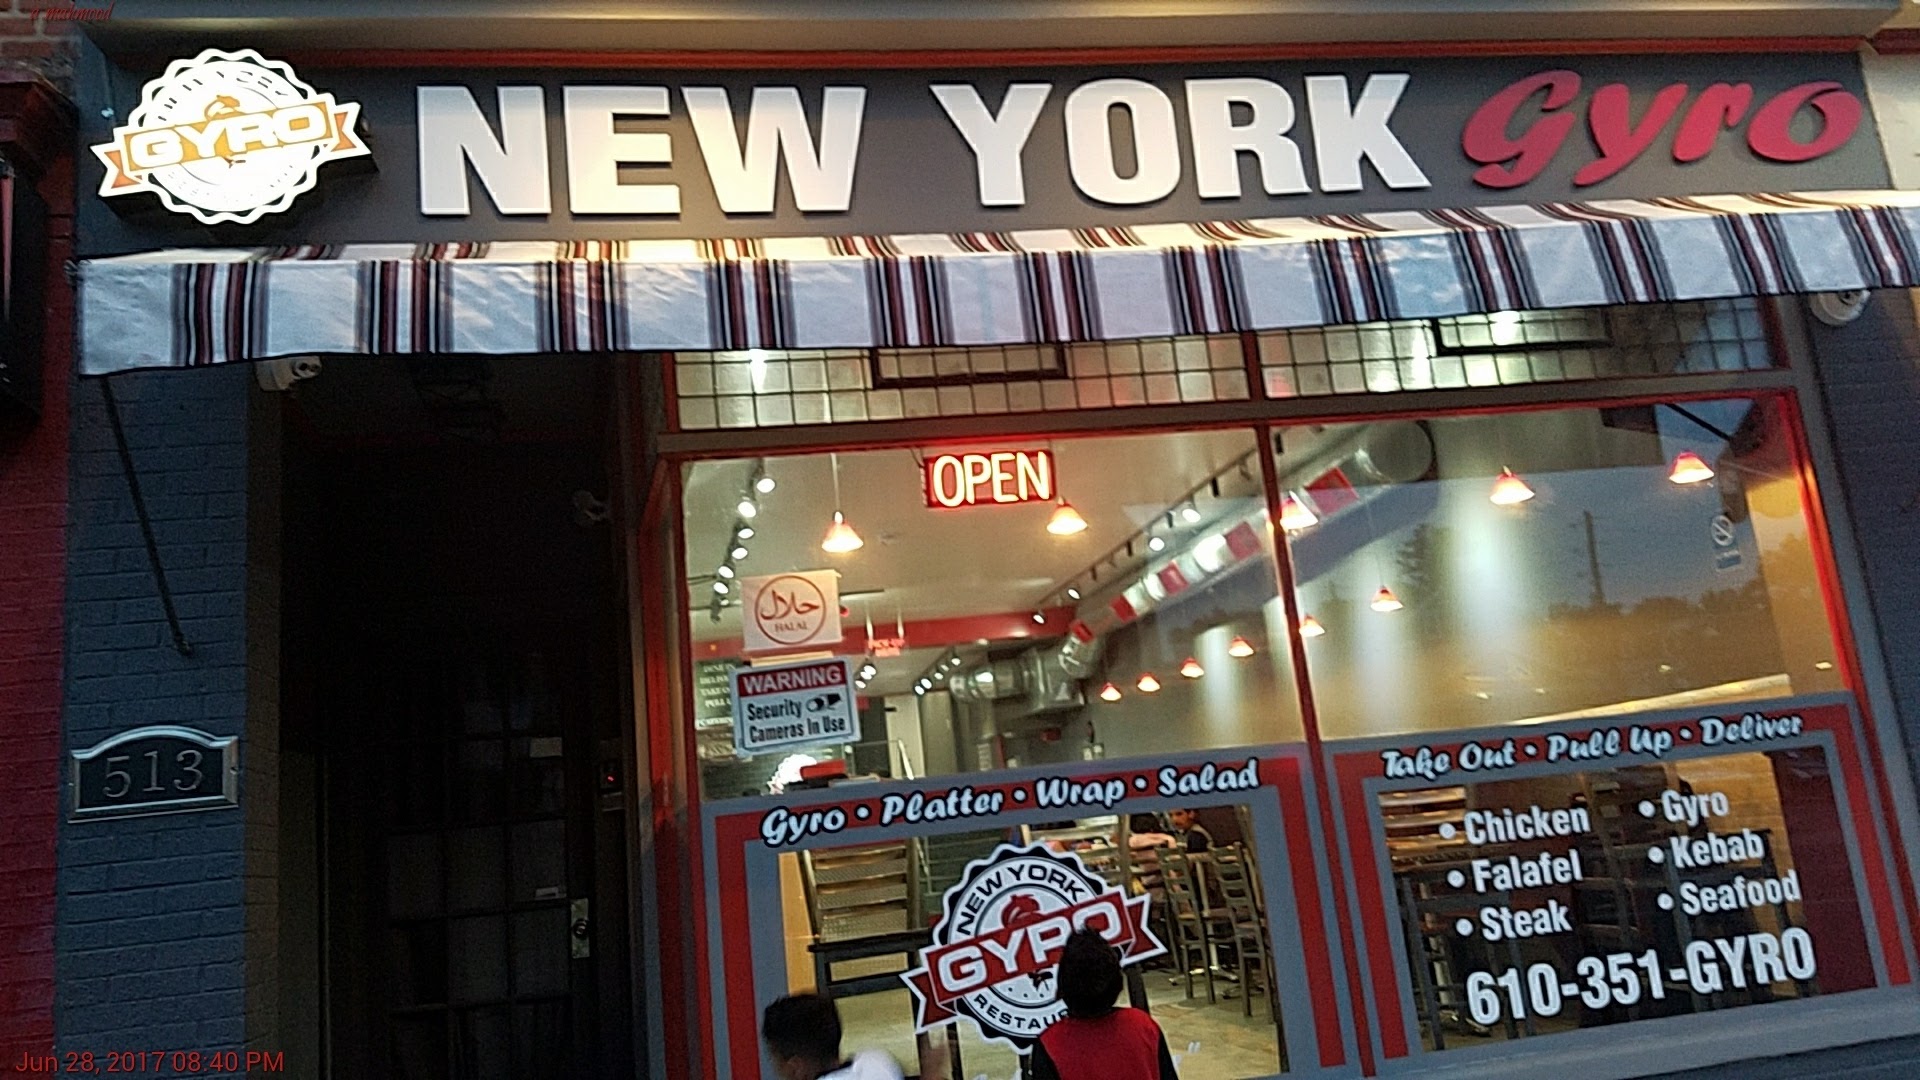 a mahmood
GYRO
NEW YORK Gyro
OPEN
حلال
HALAL
WARNING
Security
Cameras In Use
513
Gyro • Platter • Wrap • Salad
NEW YORK
GYRO
Take Out • Pull Up • Deliver
• Chicken
• Falafel
• Steak
• Gyro
• Kebab
• Seafood
610-351-GYRO
Jun 28, 2017 08:40 PM